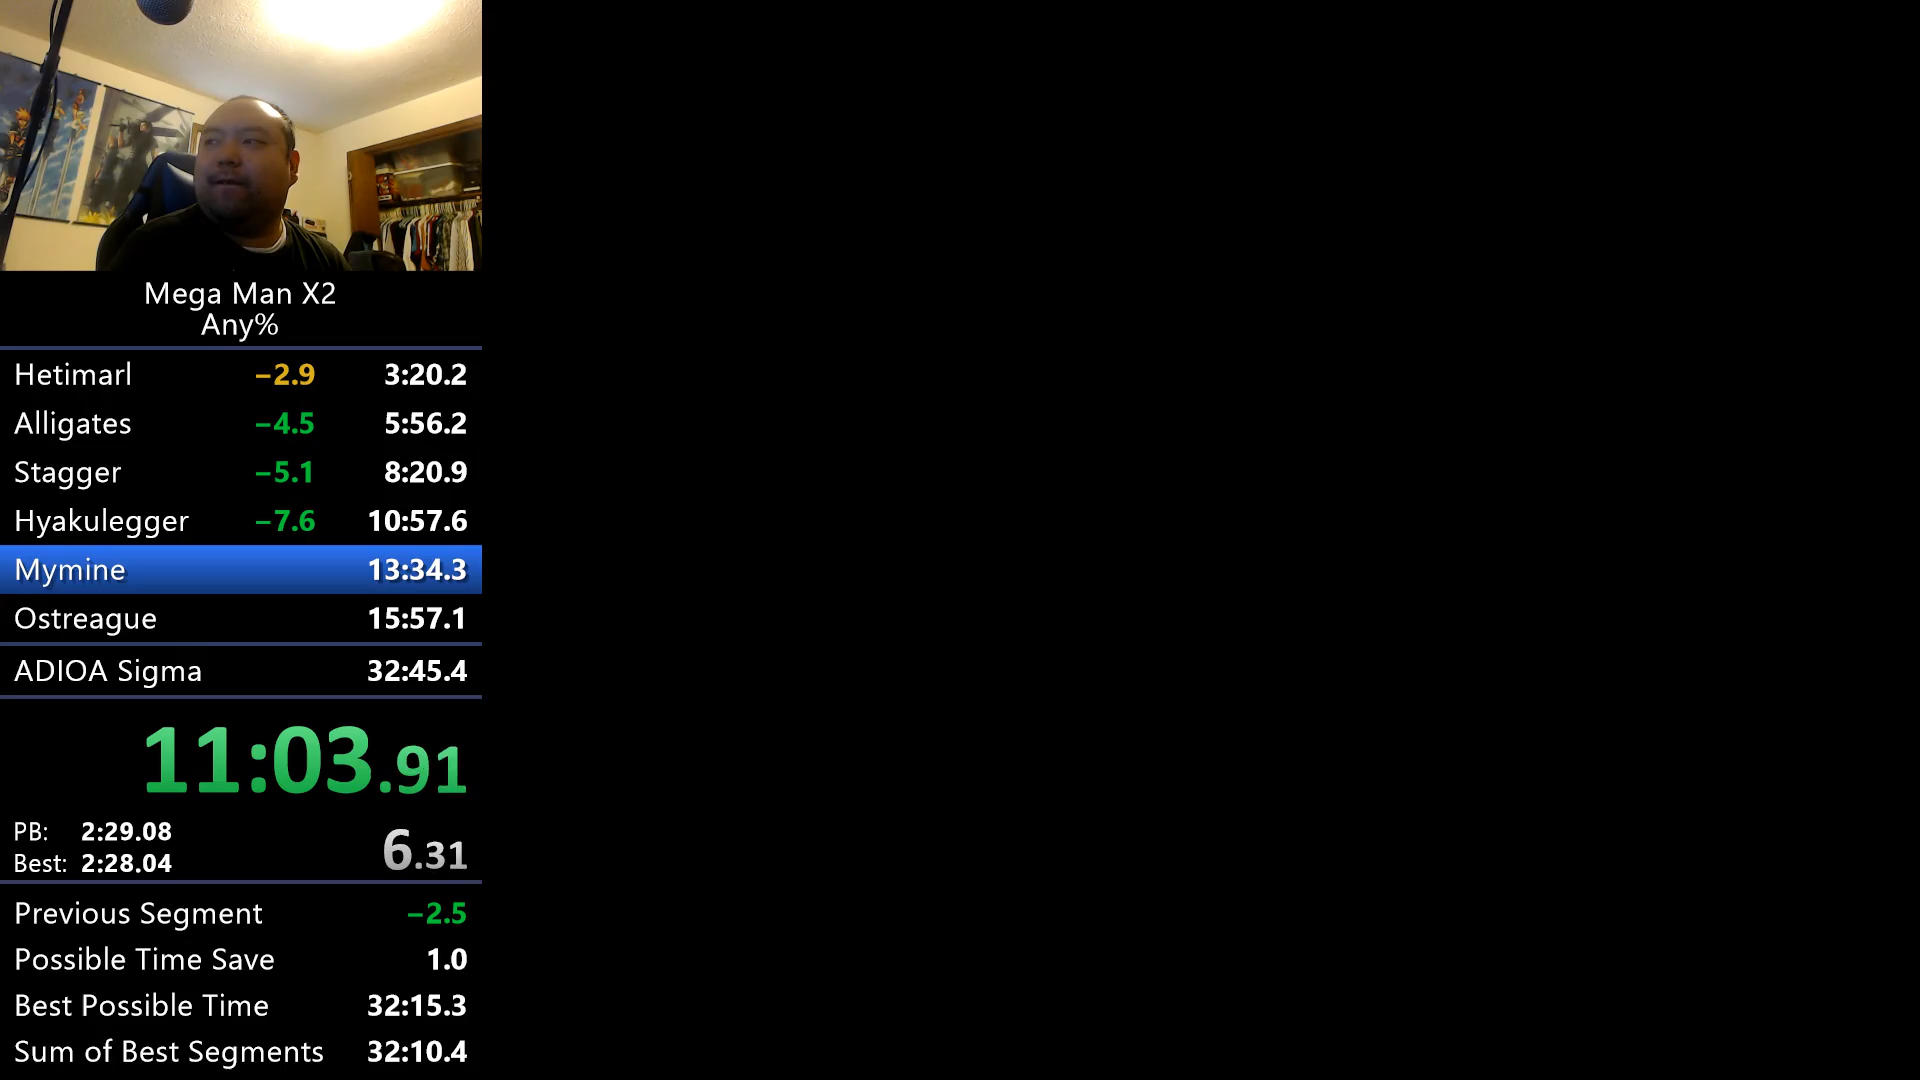 Mega Man X2
Any%
Hetimarl −2.9 3:20.2
Alligates −4.5 5:56.2
Stagger −5.1 8:20.9
Hyakulegger −7.6 10:57.6
Mymine 13:34.3
Ostreague 15:57.1
ADIOA Sigma 32:45.4
11:03.91
PB: 2:29.08
6.31
Best: 2:28.04
Previous Segment −2.5
Possible Time Save 1.0
Best Possible Time 32:15.3
Sum of Best Segments 32:10.4